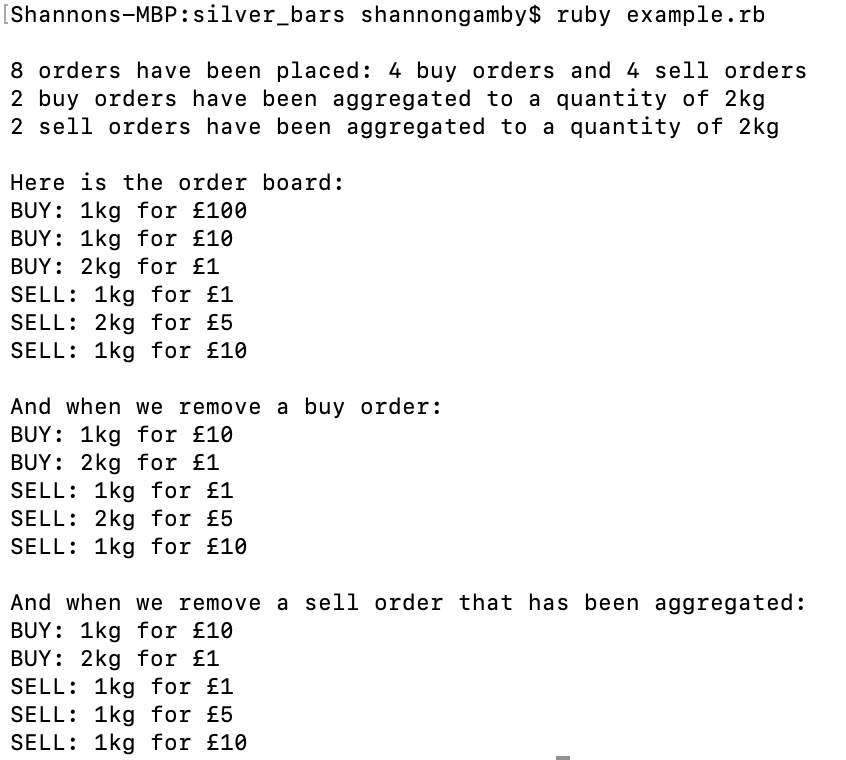 [Shannons-MBP:silver_bars shannongamby$ ruby example.rb
8 orders have been placed: 4 buy orders and 4 sell orders
2 buy orders have been aggregated to a quantity of 2kg
2 sell orders have been aggregated to a quantity of 2kg
Here is the order board:
BUY: 1kg for £100
BUY: 1kg for £10
BUY: 2kg for £1
SELL: 1kg for £1
SELL: 2kg for £5
SELL: 1kg for £10
And when we remove a buy order:
BUY: 1kg for £10
BUY: 2kg for £1
SELL: 1kg for £1
SELL: 2kg for £5
SELL: 1kg for £10
And when we remove a sell order that has been aggregated:
BUY: 1kg for £10
BUY: 2kg for £1
SELL: 1kg for £1
SELL: 1kg for £5
SELL: 1kg for £10